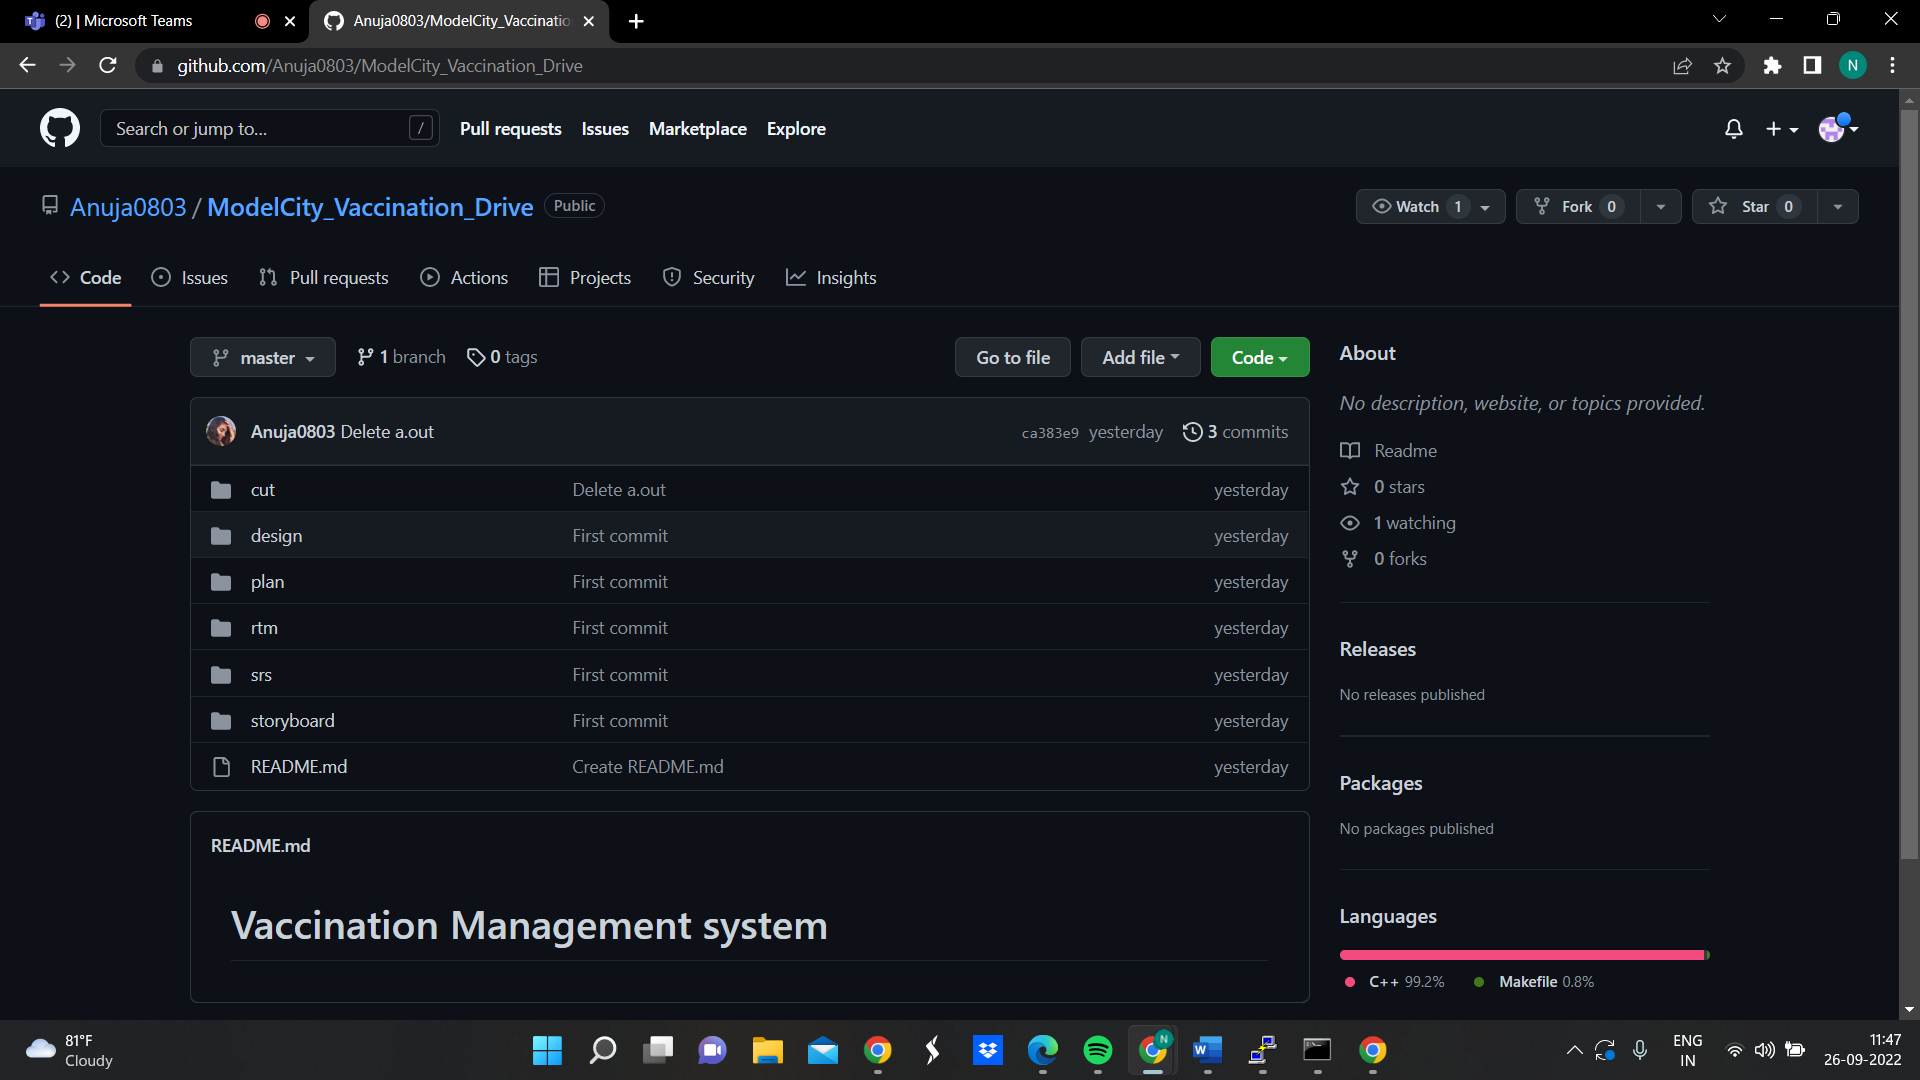 (2) | Microsoft Teams
Anuja0803/ModelCity_Vaccinatio
github.com/Anuja0803/ModelCity_Vaccination_Drive
N
Search or jump to...
/
Pull requests
Issues
Marketplace
Explore
Anuja0803 / ModelCity_Vaccination_Drive
Public
Watch 1
Fork 0
Star 0
Code
Issues
Pull requests
Actions
Projects
Security
Insights
master
1 branch
0 tags
Go to file
Add file
Code
Anuja0803 Delete a.out
ca383e9 yesterday
3 commits
cut Delete a.out yesterday
design First commit yesterday
plan First commit yesterday
rtm First commit yesterday
srs First commit yesterday
storyboard First commit yesterday
README.md Create README.md yesterday
README.md
Vaccination Management system
About
No description, website, or topics provided.
Readme
0 stars
1 watching
0 forks
Releases
No releases published
Packages
No packages published
Languages
C++ 99.2%
Makefile 0.8%
81°F
Cloudy
N
W
ENG
IN
11:47
26-09-2022